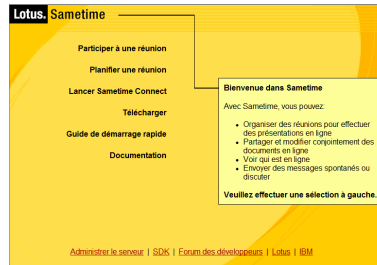 Lotus. Sametime
Participer à une réunion
Planifier une réunion
Lancer Sametime Connect
Télécharger
Guide de démarrage rapide
Documentation
Bienvenue dans Sametime
Avec Sametime, vous pouvez:
• Organiser des réunions pour effectuer
des présentations en ligne
• Partager et modifier conjointement des
documents en ligne
• Voir qui est en ligne
• Envoyer des messages spontanés ou
discuter
Veuillez effectuer une sélection à gauche.
Administrer le serveur | SDK | Forum des développeurs | Lotus | IBM